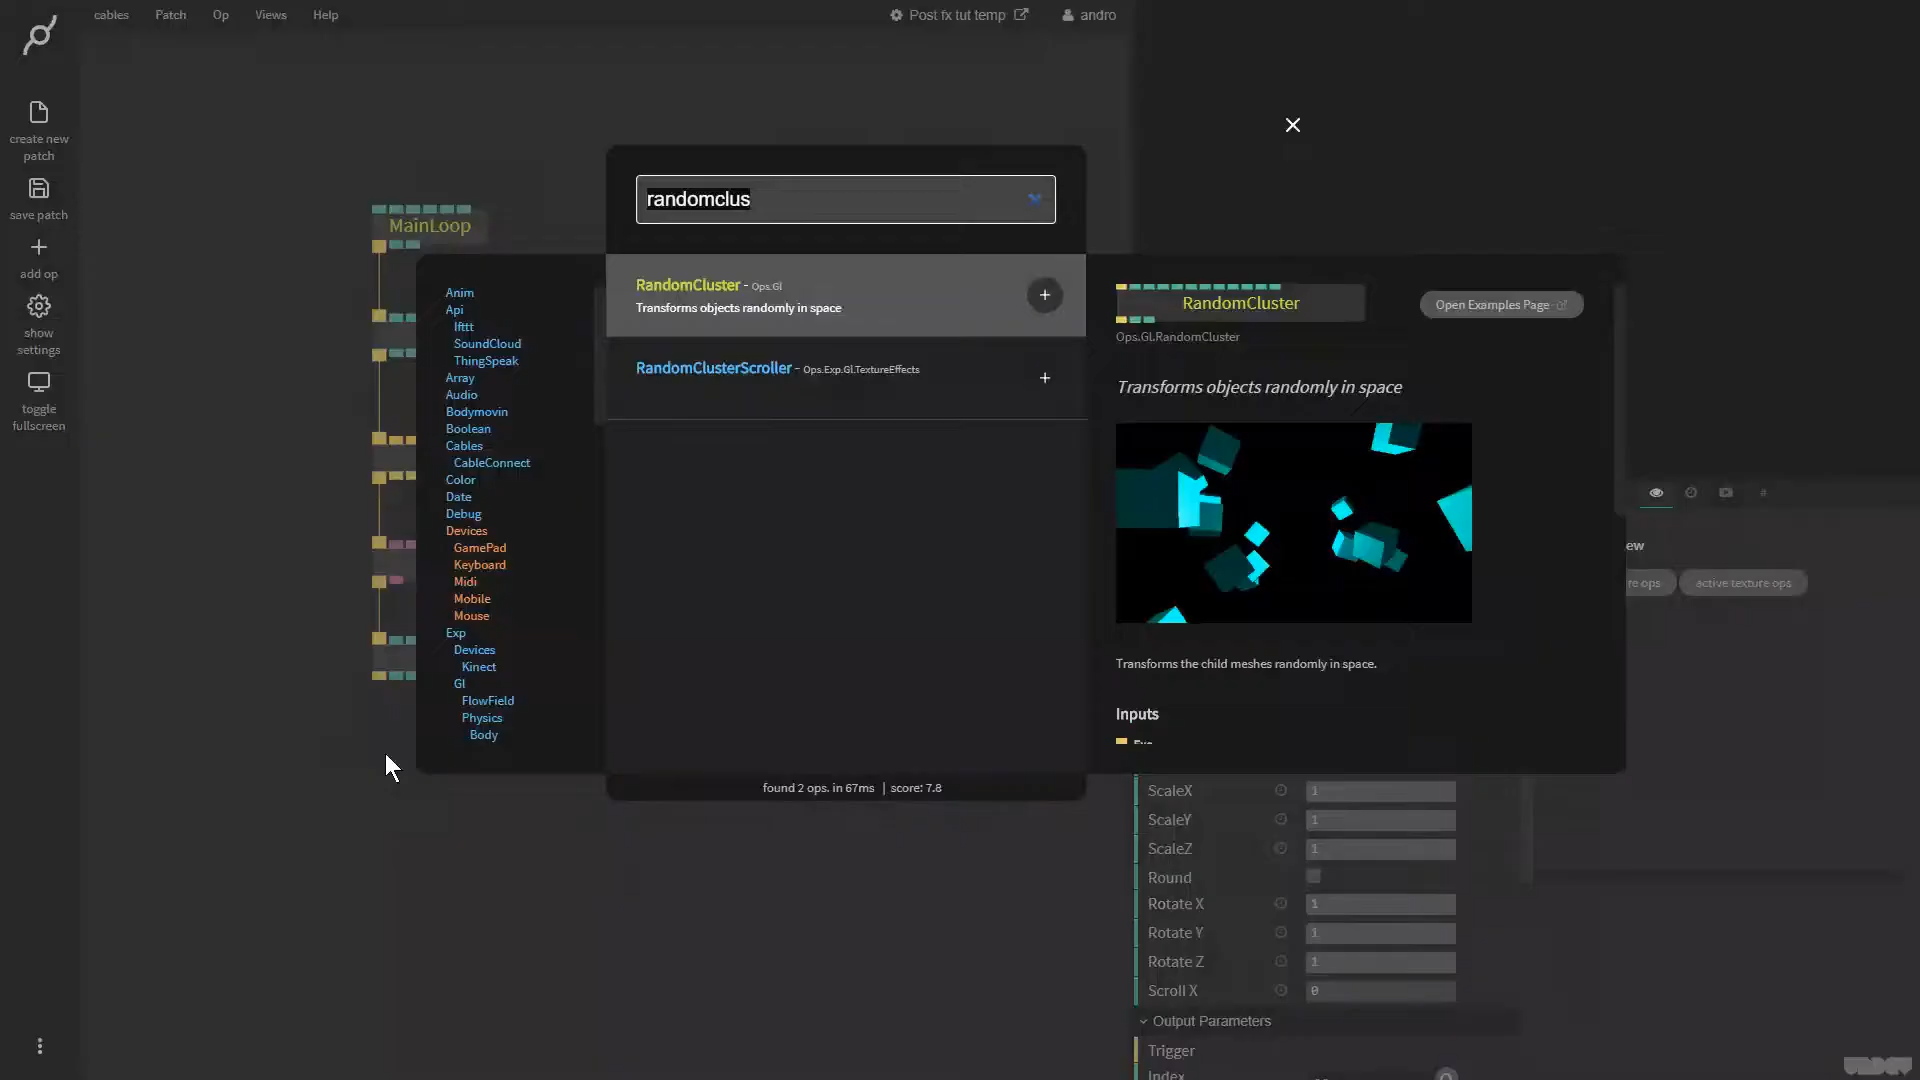 cables Patch Op Views Help
Post fx tut temp andro
create new
patch
save patch
add op
show
settings
toggle
fullscreen
MainLoop
randomclus
RandomCluster - Ops.Gl
Transforms objects randomly in space
RandomClusterScroller - Ops.Exp.Gl.TextureEffects
found 2 ops. in 67ms | score: 7.8
Anim
Api
Ifttt
SoundCloud
ThingSpeak
Array
Audio
Bodymovin
Boolean
Cables
CableConnect
Color
Date
Debug
Devices
GamePad
Keyboard
Midi
Mobile
Mouse
Exp
Devices
Kinect
Gl
FlowField
Physics
Body
RandomCluster
Open Examples Page
Ops.Gl.RandomCluster
Transforms objects randomly in space
Transforms the child meshes randomly in space.
Inputs
#
ew
re ops active texture ops
ScaleX 1
ScaleY 1
ScaleZ 1
Round
Rotate X 1
Rotate Y 1
Rotate Z 1
Scroll X 0
Output Parameters
Trigger
Index